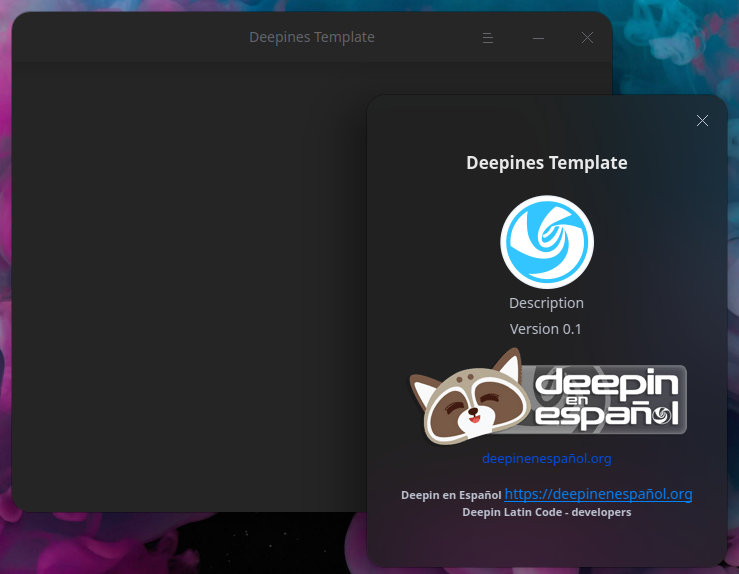 Deepines Template
Deepines Template
Description
Version 0.1
deepin
en
español
deepinenespañol.org
Deepin en Español https://deepinenespañol.org
Deepin Latin Code - developers